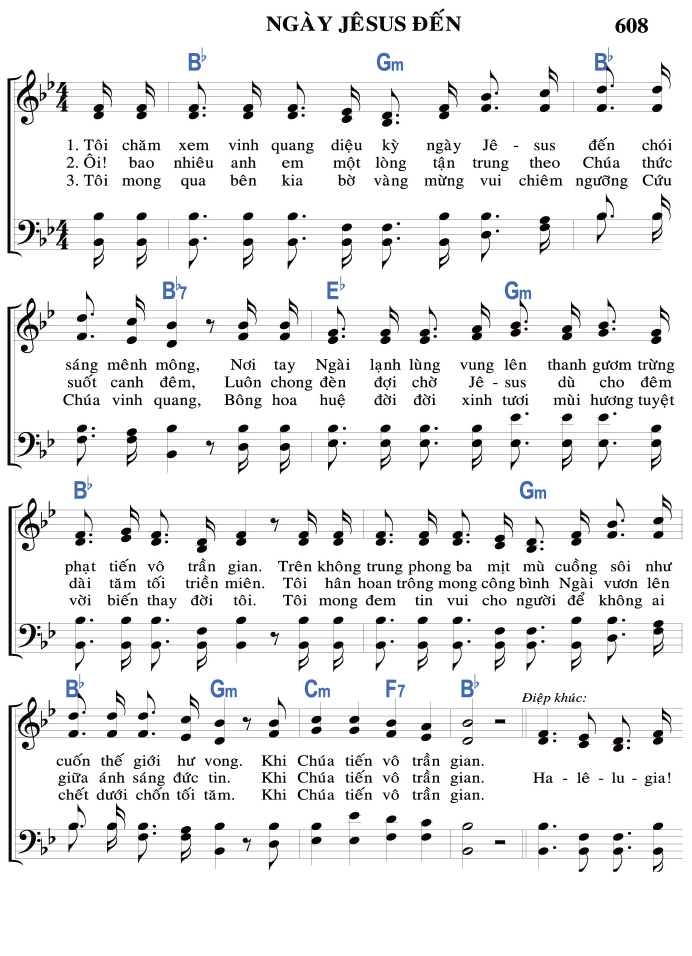 NGÀY JÊSUS ĐẾN 608
B♭ Gm B♭
1. Tôi chăm xem vinh quang diệu kỳ ngày Jê - sus đến chói
2. Ôi! bao nhiêu anh em một lòng tận trung theo Chúa thức
3. Tôi mong qua bên kia bờ vàng mừng vui chiêm ngưỡng Cứu
B♭7 E♭ Gm
sáng mênh mông, Nơi tay Ngài lạnh lùng vung lên thanh gươm trừng
suốt canh đêm, Luôn chong đèn đợi chờ Jê - sus dù cho đêm
Chúa vinh quang, Bông hoa huệ đời đời xinh tươi mùi hương tuyệt
B♭ Gm
phạt tiến vô trần gian. Trên không trung phong ba mịt mù cuồng sôi như
dài tăm tối triền miên. Tôi hân hoan trông mong công bình Ngài vươn lên
vời biến thay đời tôi. Tôi mong đem tin vui cho người để không ai
B♭ Gm Cm F7 B♭ Điệp khúc:
cuốn thế giới hư vong. Khi Chúa tiến vô trần gian.
giữa ánh sáng đức tin. Khi Chúa tiến vô trần gian. Ha - lê - lu - gia!
chết dưới chốn tối tăm. Khi Chúa tiến vô trần gian.